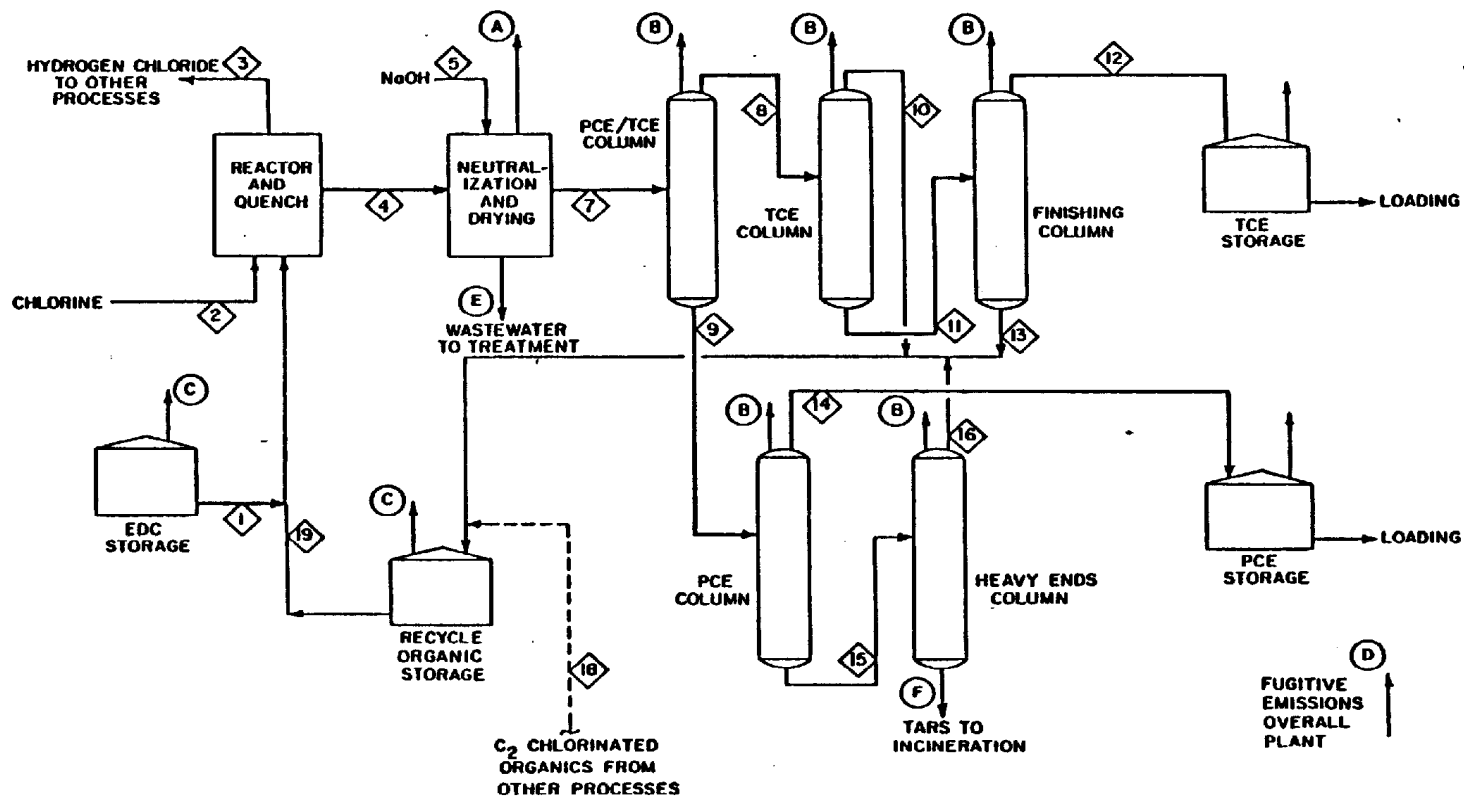 A
B
B
B
12
3
HYDROGEN CHLORIDE
TO OTHER
PROCESSES
5
NaOH
8
10
PCE/TCE
COLUMN
REACTOR
AND
QUENCH
4
NEUTRAL-
IZATION
AND
DRYING
7
TCE
COLUMN
FINISHING
COLUMN
TCE
STORAGE
LOADING
CHLORINE
2
E
WASTEWATER
TO TREATMENT
9
11
13
C
B
14
B
16
EDC
STORAGE
1
19
C
RECYCLE
ORGANIC
STORAGE
18
C2 CHLORINATED
ORGANICS FROM
OTHER PROCESSES
PCE
COLUMN
15
HEAVY ENDS
COLUMN
F
TARS TO
INCINERATION
PCE
STORAGE
LOADING
D
FUGITIVE
EMISSIONS
OVERALL
PLANT